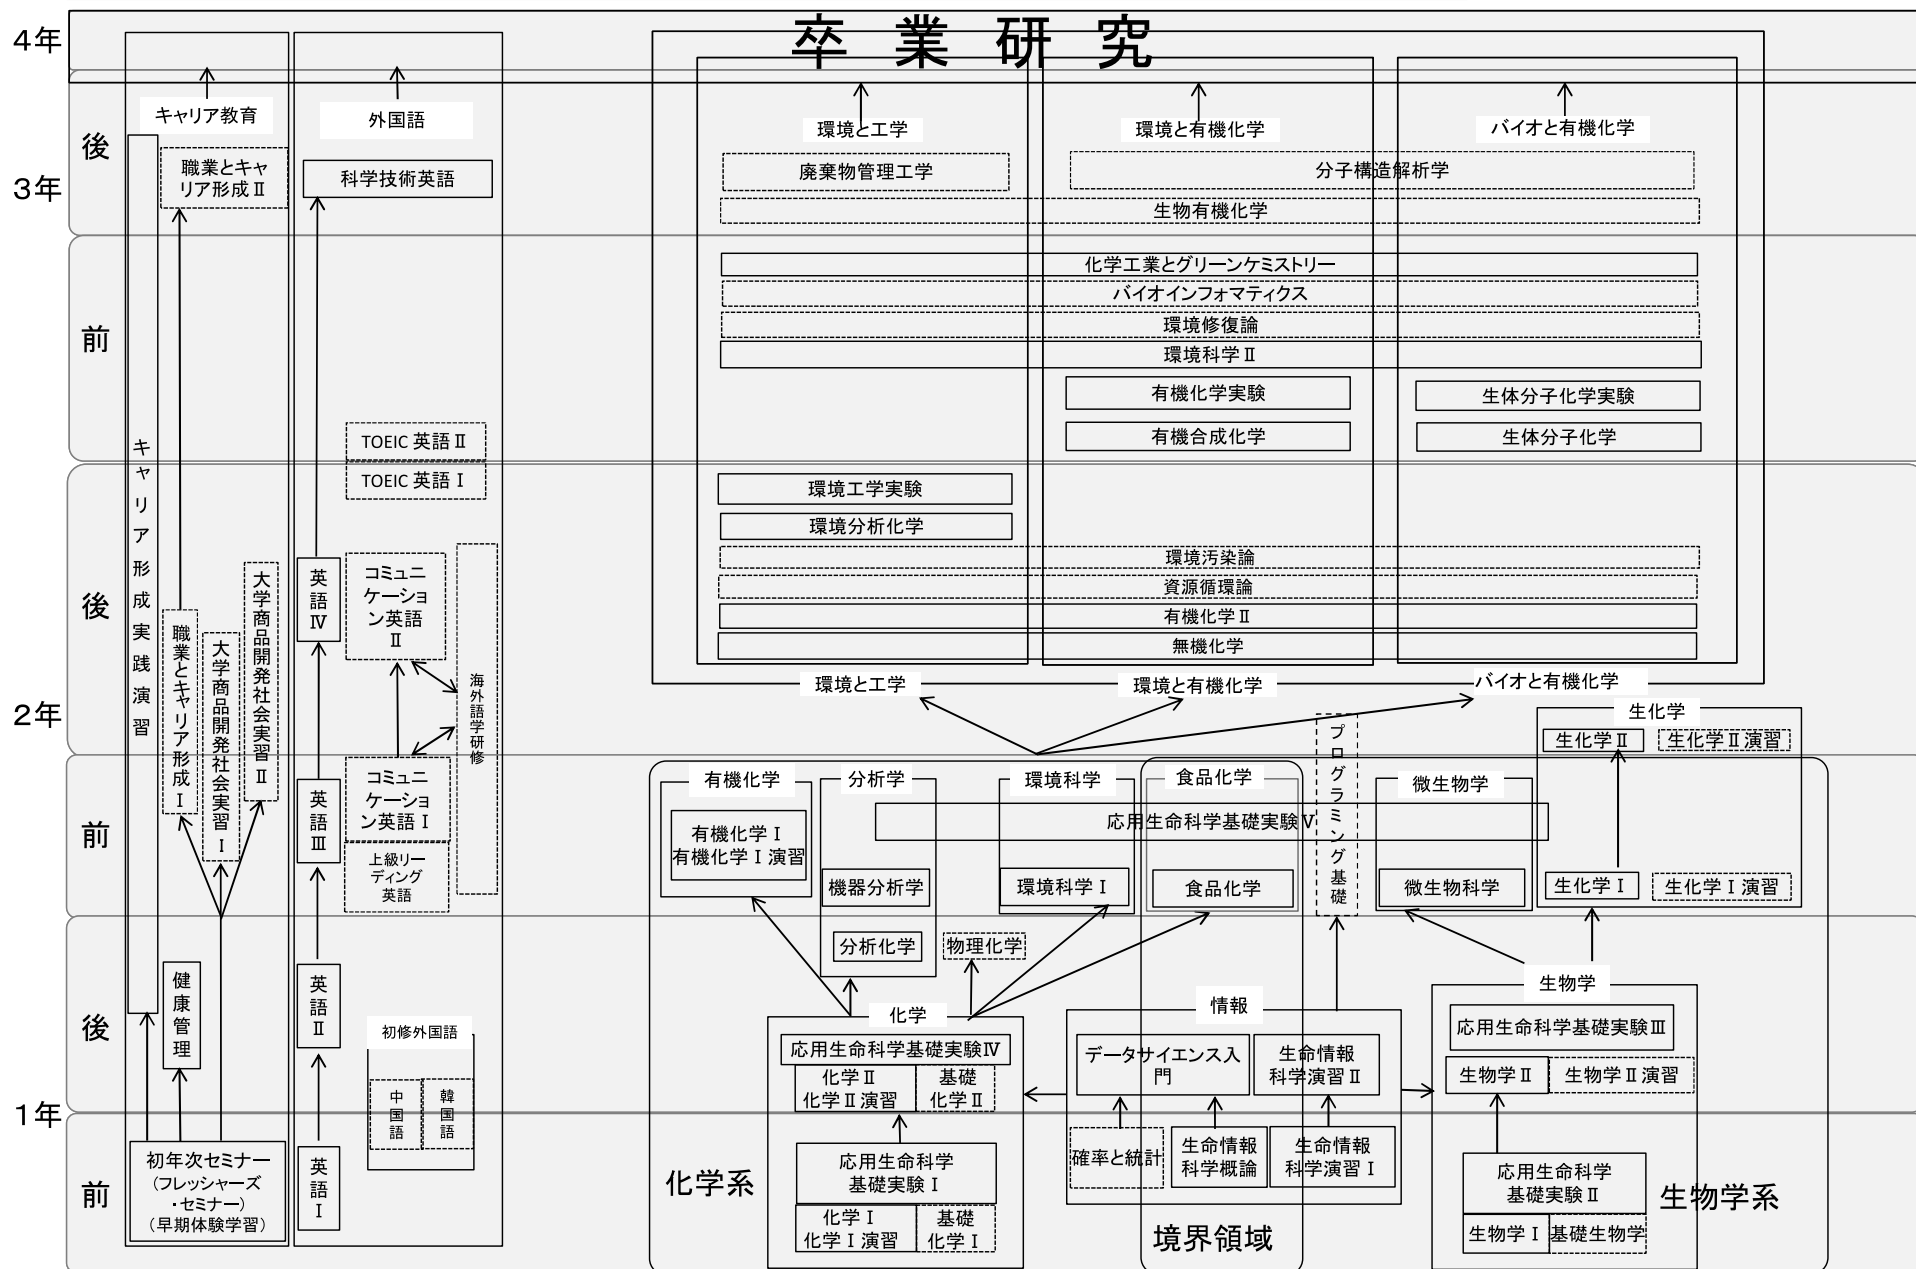 卒業研究
4年
キャリア教育
外国語
環境と工学
環境と有機化学
バイオと有機化学
後
3年
職業とキャ
リア形成Ⅱ
科学技術英語
廃棄物管理工学
分子構造解析学
生物有機化学
前
化学工業とグリーンケミストリー
バイオインフォマティクス
環境修復論
環境科学Ⅱ
有機化学実験
生体分子化学実験
有機合成化学
生体分子化学
TOEIC 英語Ⅱ
TOEIC 英語Ⅰ
キャリア形成実践演習
後
環境工学実験
環境分析化学
環境汚染論
資源循環論
有機化学Ⅱ
無機化学
職業とキャリア形成Ⅰ
大学商品開発社会実習Ⅰ
大学商品開発社会実習Ⅱ
英語Ⅳ
コミュニ
ケーショ
ン英語
Ⅱ
海外語学研修
環境と工学
環境と有機化学
バイオと有機化学
2年
プログラミング基礎
生化学
生化学Ⅱ
生化学Ⅱ演習
前
英語Ⅲ
コミュニ
ケーショ
ン英語Ⅰ
上級リー
ディング
英語
有機化学
有機化学Ⅰ
有機化学Ⅰ演習
分析学
機器分析学
環境科学
環境科学Ⅰ
食品化学
食品化学
応用生命科学基礎実験Ⅴ
微生物学
微生物科学
生化学Ⅰ
生化学Ⅰ演習
後
健康管理
英語Ⅱ
初修外国語
中国語
韓国語
分析化学
物理化学
化学
応用生命科学基礎実験Ⅳ
化学Ⅱ
化学Ⅱ演習
基礎
化学Ⅱ
情報
データサイエンス入
門
生命情報
科学演習Ⅱ
生物学
応用生命科学基礎実験Ⅲ
生物学Ⅱ
生物学Ⅱ演習
1年
前
初年次セミナー
(フレッシャーズ
・セミナー)
(早期体験学習)
英語Ⅰ
化学系
応用生命科学
基礎実験Ⅰ
化学Ⅰ
化学Ⅰ演習
基礎
化学Ⅰ
確率と統計
生命情報
科学概論
生命情報
科学演習Ⅰ
境界領域
応用生命科学
基礎実験Ⅱ
生物学Ⅰ
基礎生物学
生物学系